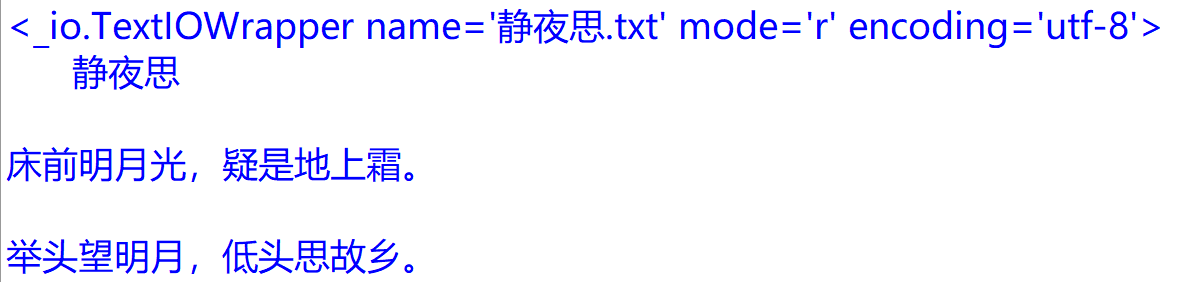 <_io.TextIOWrapper name='静夜思.txt' mode='r' encoding='utf-8'>
静夜思
床前明月光，疑是地上霜。
举头望明月，低头思故乡。